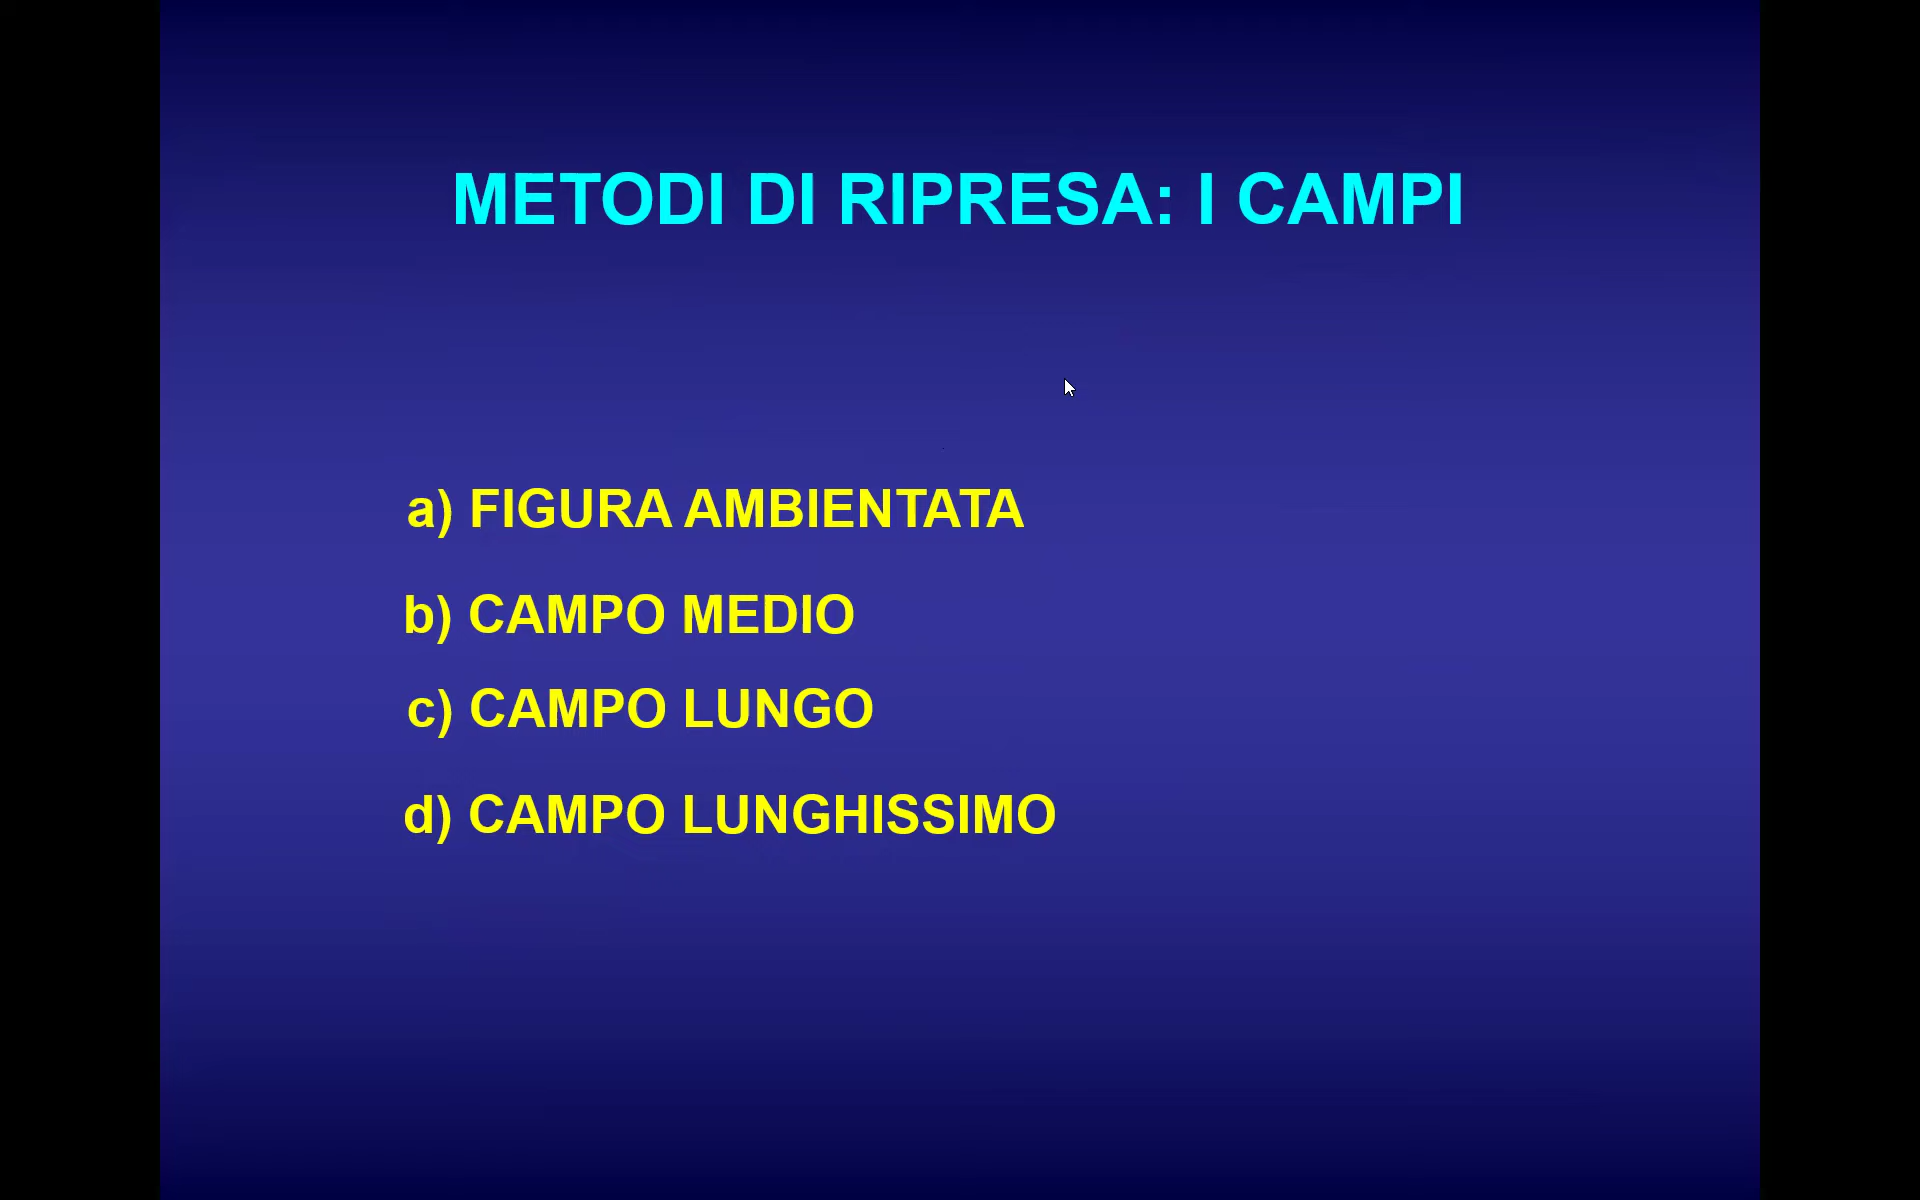 METODI DI RIPRESA: I CAMPI
a) FIGURA AMBIENTATA
b) CAMPO MEDIO
c) CAMPO LUNGO
d) CAMPO LUNGHISSIMO